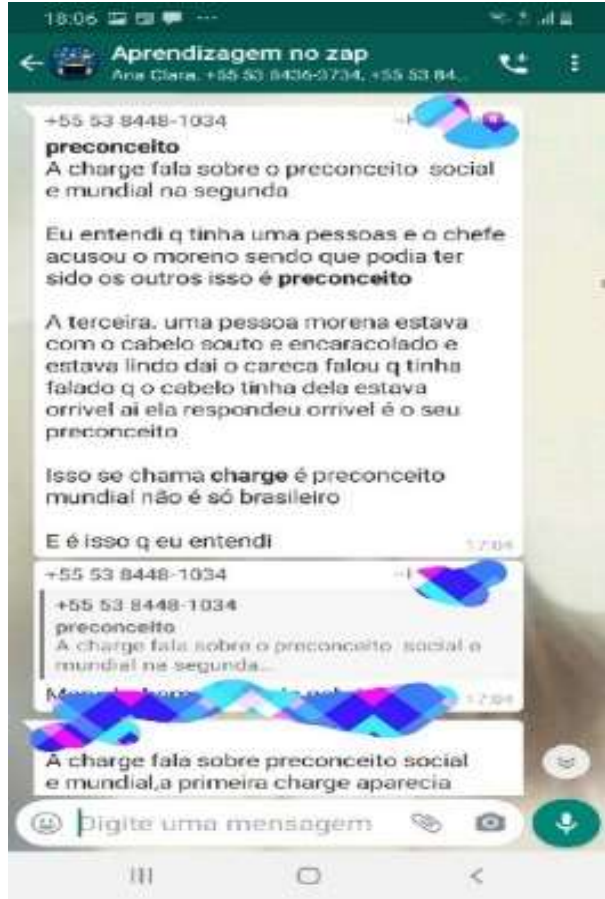 18:06
Aprendizagem no zap
Ana Clara, +55 53 8436-3734, +55 53 84...
+55 53 8448-1034
preconceito
A charge fala sobre o preconceito social
e mundial na segunda
Eu entendi q tinha uma pessoas e o chefe
acusou o moreno sendo que podia ter
sido os outros isso é preconceito
A terceira, uma pessoa morena estava
com o cabelo souto e encaracolado e
estava lindo dai o careca falou q tinha
falado q o cabelo tinha dela estava
orrivel ai ela respondeu orrivel é o seu
preconceito
Isso se chama charge é preconceito
mundial não é só brasileiro
E é isso q eu entendi
17:04
+55 53 8448-1034
+55 53 8448-1034
preconceito
A charge fala sobre o preconceito social e
mundial na segunda...
17:04
A charge fala sobre preconceito social
e mundial,a primeira charge aparecia
Digite uma mensagem